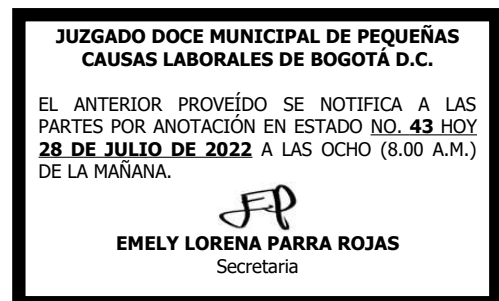 JUZGADO DOCE MUNICIPAL DE PEQUEÑAS
CAUSAS LABORALES DE BOGOTÁ D.C.
EL ANTERIOR PROVEÍDO SE NOTIFICA A LAS
PARTES POR ANOTACIÓN EN ESTADO NO. 43 HOY
28 DE JULIO DE 2022 A LAS OCHO (8.00 A.M.)
DE LA MAÑANA.
EMELY LORENA PARRA ROJAS
Secretaria